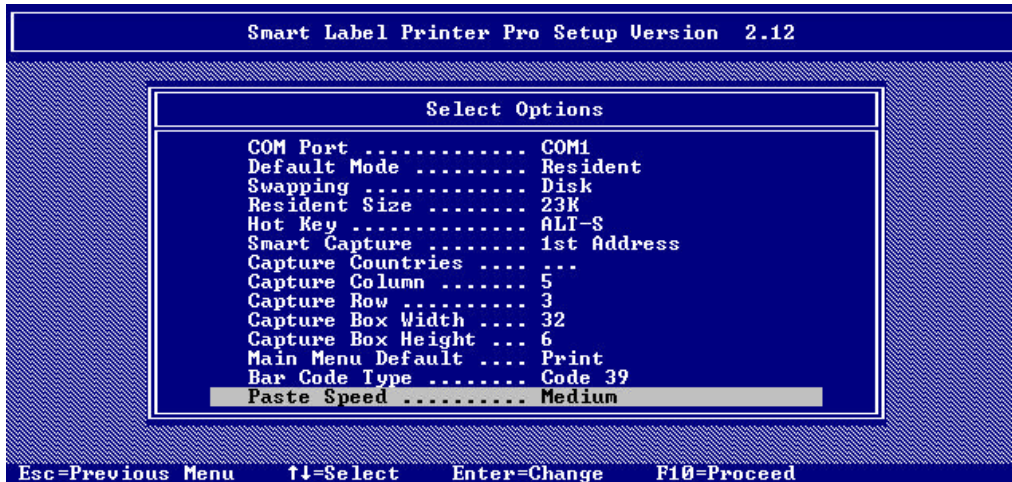 Smart Label Printer Pro Setup Version 2.12
Select Options
COM Port ............. COM1
Default Mode ......... Resident
Swapping ............. Disk
Resident Size ........ 23K
Hot Key .............. ALT-S
Smart Capture ........ 1st Address
Capture Countries .... ...
Capture Column ....... 5
Capture Row .......... 3
Capture Box Width .... 32
Capture Box Height ... 6
Main Menu Default .... Print
Bar Code Type ........ Code 39
Paste Speed .......... Medium
Esc=Previous Menu ↑↓=Select Enter=Change F10=Proceed